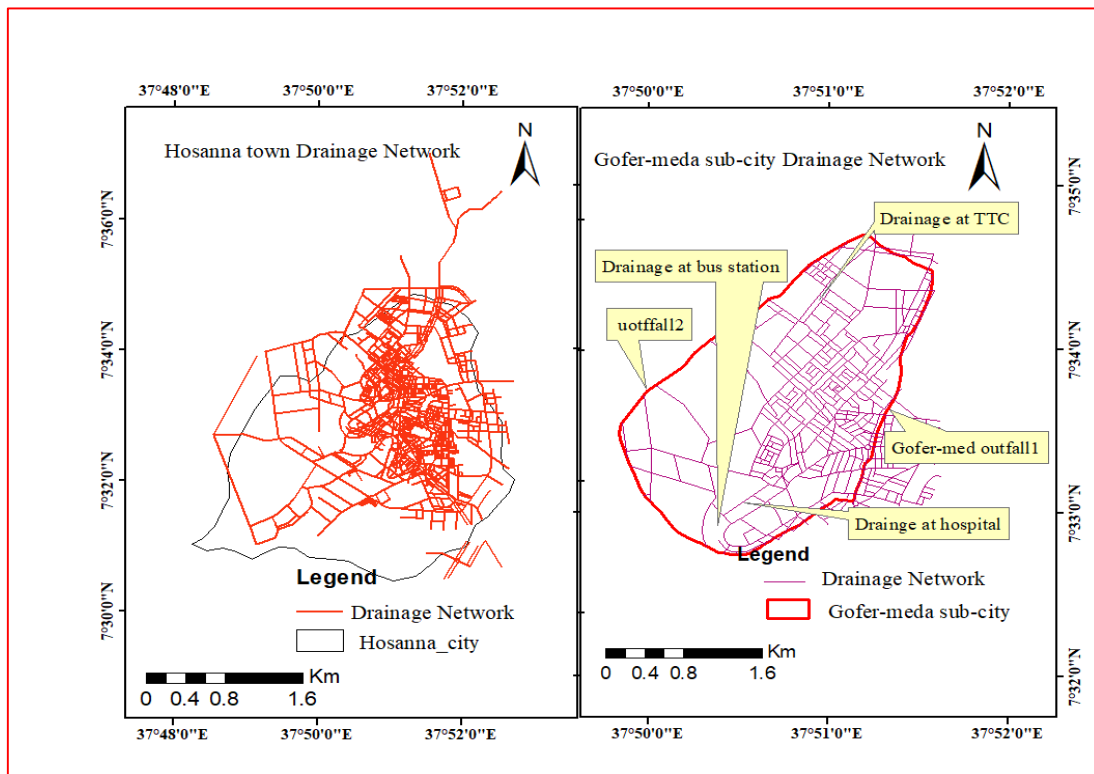 37°48'0"E 37°50'0"E 37°52'0"E
Hosanna town Drainage Network
N
7°36'0"N
7°34'0"N
7°32'0"N
7°30'0"N
Legend
Drainage Network
Hosanna_city
Km
0 0.4 0.8 1.6
37°48'0"E 37°50'0"E 37°52'0"E
37°50'0"E 37°51'0"E 37°52'0"E
N
Gofer-meda sub-city Drainage Network
7°35'0"N
Drainage at TTC
Drainage at bus station
uotffall2
7°34'0"N
Gofer-med outfall1
Drainge at hospital
7°33'0"N
Legend
Drainage Network
Gofer-meda sub-city
Km
0 0.4 0.8 1.6
7°32'0"N
37°50'0"E 37°51'0"E 37°52'0"E